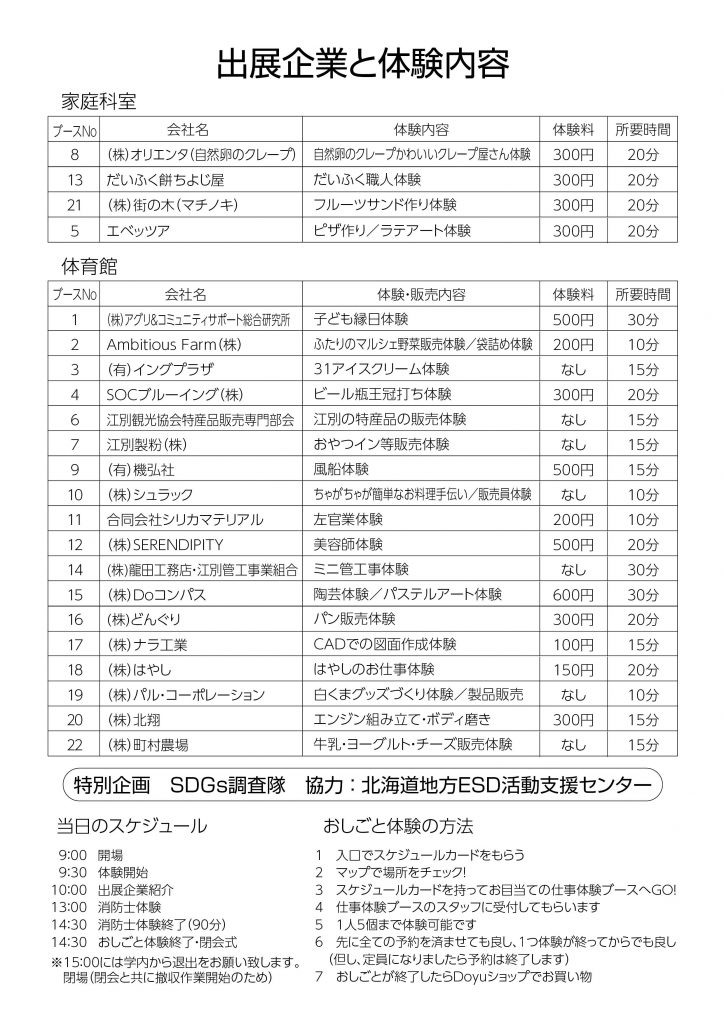 出展企業と体験内容
家庭科室
ブースNo 会社名 体験内容 体験料 所要時間
8 (株)オリエンタ(自然卵のクレープ) 自然卵のクレープかわいいクレープ屋さん体験 300円 20分
13 だいふく餅ちよじ屋 だいふく職人体験 300円 20分
21 (株)街の木(マチノキ) フルーツサンド作り体験 300円 20分
5 エベッツア ピザ作り/ラテアート体験 300円 20分
体育館
ブースNo 会社名 体験・販売内容 体験料 所要時間
1 (株)アグリ&コミュニティサポート総合研究所 子ども縁日体験 500円 30分
2 Ambitious Farm(株) ふたりのマルシェ野菜販売体験/袋詰め体験 200円 10分
3 (有)イングプラザ 31アイスクリーム体験 なし 15分
4 SOCブルーイング(株) ビール瓶王冠打ち体験 300円 20分
6 江別観光協会特産品販売専門部会 江別の特産品の販売体験 なし 15分
7 江別製粉(株) おやつイン等販売体験 なし 15分
9 (有)機弘社 風船体験 500円 15分
10 (株)シュラック ちゃがちゃが簡単なお料理手伝い/販売員体験 なし 10分
11 合同会社シリカマテリアル 左官業体験 200円 10分
12 (株)SERENDIPITY 美容師体験 500円 20分
14 (株)龍田工務店・江別管工事業組合 ミニ管工事体験 なし 30分
15 (株)Doコンパス 陶芸体験/パステルアート体験 600円 30分
16 (株)どんぐり パン販売体験 300円 20分
17 (株)ナラ工業 CADでの図面作成体験 100円 15分
18 (株)はやし はやしのお仕事体験 150円 20分
19 (株)パル・コーポレーション 白くまグッズづくり体験/製品販売 なし 10分
20 (株)北翔 エンジン組み立て・ボディ磨き 300円 15分
22 (株)町村農場 牛乳・ヨーグルト・チーズ販売体験 なし 15分
特別企画 SDGs調査隊 協力:北海道地方ESD活動支援センター
当日のスケジュール
9:00 開場
9:30 体験開始
10:00 出展企業紹介
13:00 消防士体験
14:30 消防士体験終了(90分)
14:30 おしごと体験終了・閉会式
※15:00には学内から退出をお願い致します。
閉場(閉会と共に撤収作業開始のため)
おしごと体験の方法
1 入口でスケジュールカードをもらう
2 マップで場所をチェック!
3 スケジュールカードを持ってお目当ての仕事体験ブースへGO!
4 仕事体験ブースのスタッフに受付してもらいます
5 1人5個まで体験可能です
6 先に全ての予約を済ませても良し、1つ体験が終ってからでも良し
(但し、定員になりましたら予約は終了します)
7 おしごとが終了したらDoyuショップでお買い物